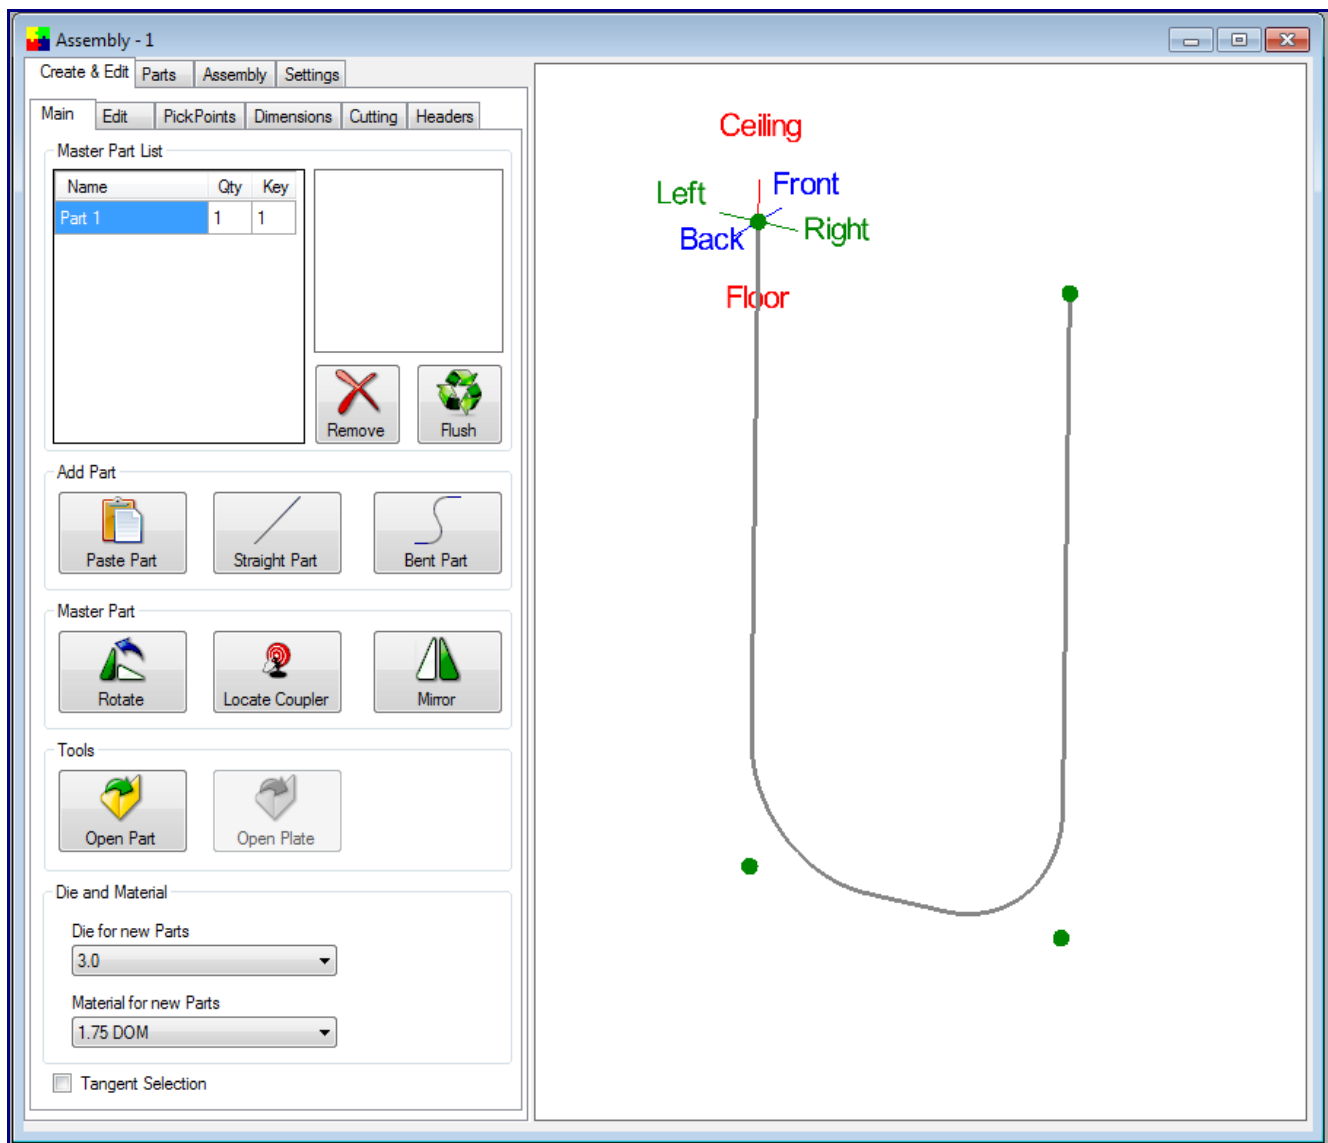 Assembly - 1
Create & Edit Parts Assembly Settings
Main Edit PickPoints Dimensions Cutting Headers
Master Part List
Name Qty Key
Part 1 1 1
Remove Flush
Add Part
Paste Part Straight Part Bent Part
Master Part
Rotate Locate Coupler Mirror
Tools
Open Part Open Plate
Die and Material
Die for new Parts
3.0
Material for new Parts
1.75 DOM
Tangent Selection
Ceiling
Left Front
Back Right
Floor